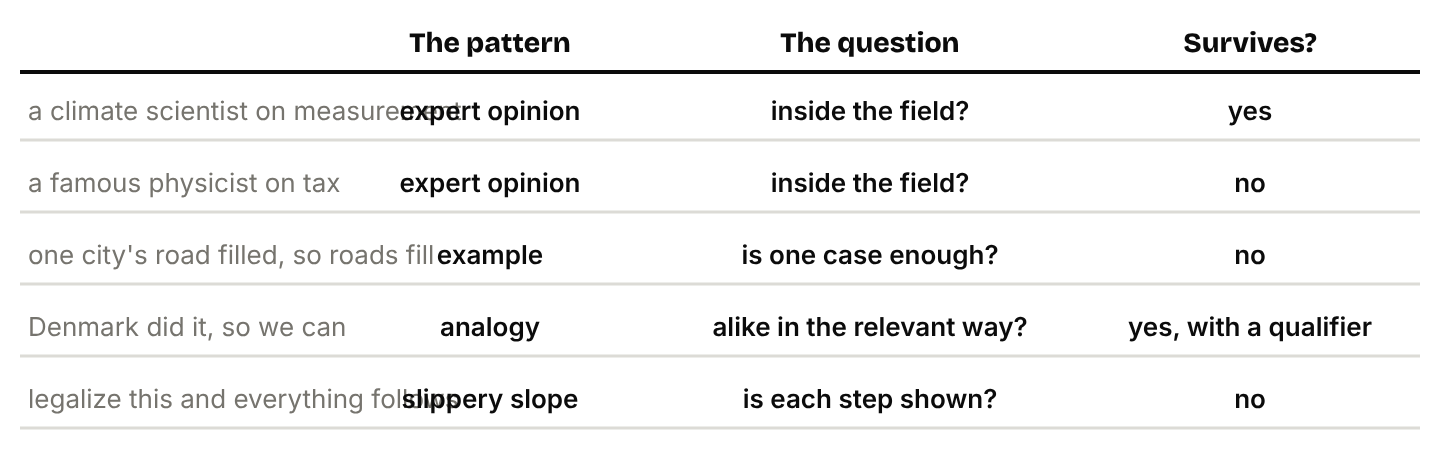 The pattern The question Survives?
a climate scientist on measurement expert opinion inside the field? yes
a famous physicist on tax expert opinion inside the field? no
one city's road filled, so roads fill example is one case enough? no
Denmark did it, so we can analogy alike in the relevant way? yes, with a qualifier
legalize this and everything follows slippery slope is each step shown? no